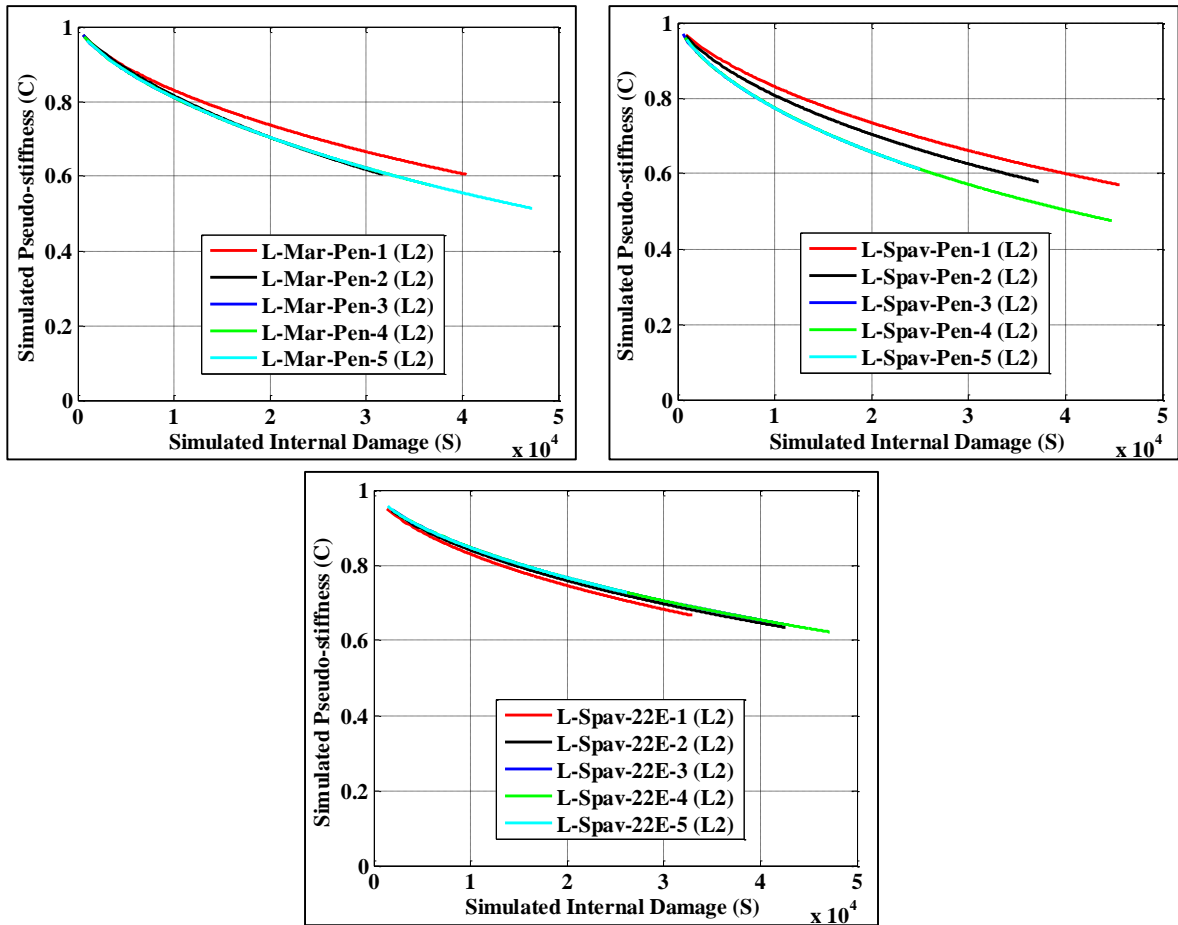 1
0.8
0.6
0.4
0.2
0
Simulated Pseudo-stiffness (C)
L-Mar-Pen-1 (L2)
L-Mar-Pen-2 (L2)
L-Mar-Pen-3 (L2)
L-Mar-Pen-4 (L2)
L-Mar-Pen-5 (L2)
0 1 2 3 4 5
Simulated Internal Damage (S)
x 10^4
1
0.8
0.6
0.4
0.2
0
Simulated Pseudo-stiffness (C)
L-Spav-Pen-1 (L2)
L-Spav-Pen-2 (L2)
L-Spav-Pen-3 (L2)
L-Spav-Pen-4 (L2)
L-Spav-Pen-5 (L2)
0 1 2 3 4 5
Simulated Internal Damage (S)
x 10^4
1
0.8
0.6
0.4
0.2
0
Simulated Pseudo-stiffness (C)
L-Spav-22E-1 (L2)
L-Spav-22E-2 (L2)
L-Spav-22E-3 (L2)
L-Spav-22E-4 (L2)
L-Spav-22E-5 (L2)
0 1 2 3 4 5
Simulated Internal Damage (S)
x 10^4